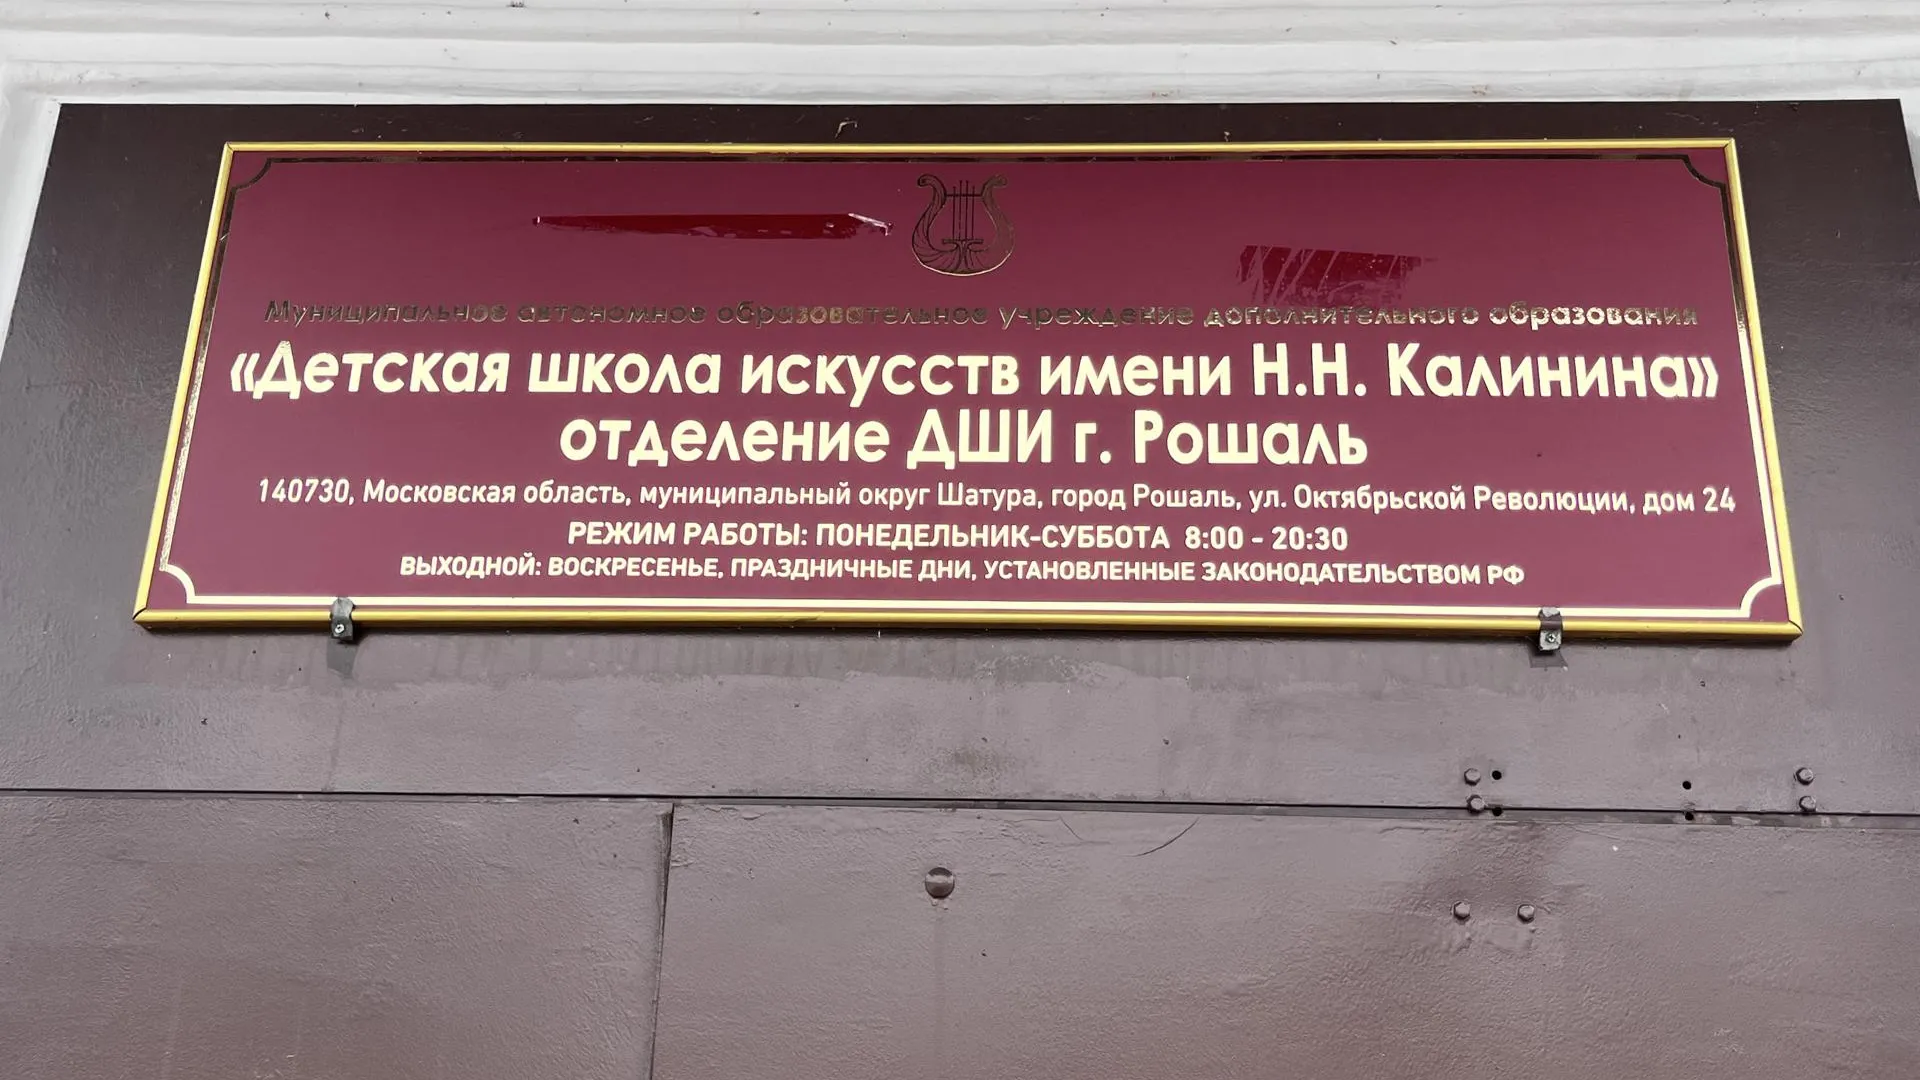 Муниципальное автономное образовательное учреждение дополнительного образования
«Детская школа искусств имени Н.Н. Калинина»
отделение ДШИ г. Рошаль
140730, Московская область, муниципальный округ Шатура, город Рошаль, ул. Октябрьской Революции, дом 24
РЕЖИМ РАБОТЫ: ПОНЕДЕЛЬНИК-СУББОТА 8:00 - 20:30
ВЫХОДНОЙ: ВОСКРЕСЕНЬЕ, ПРАЗДНИЧНЫЕ ДНИ, УСТАНОВЛЕННЫЕ ЗАКОНОДАТЕЛЬСТВОМ РФ